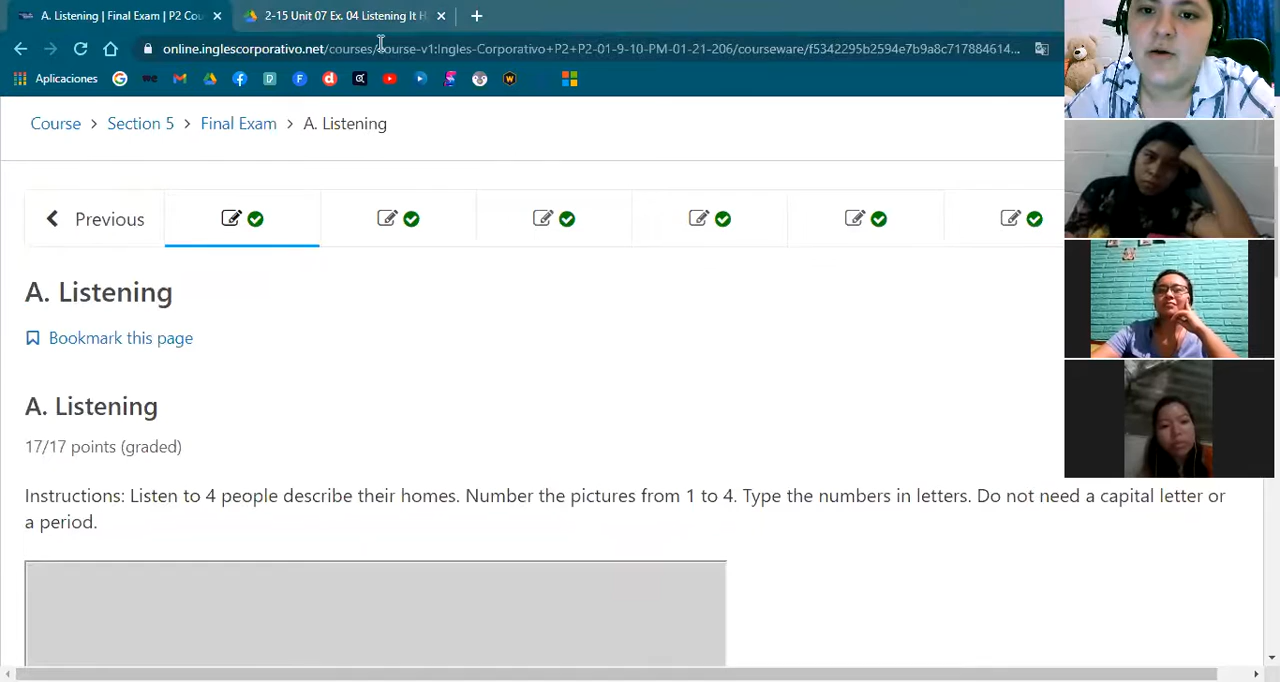 A. Listening | Final Exam | P2 Cou
2-15 Unit 07 Ex. 04 Listening It H
online.inglescorporativo.net/courses/course-v1:Ingles-Corporativo+P2+P2-01-9-10-PM-01-21-206/courseware/f5342295b2594e7b9a8c717884614...
Aplicaciones
Course > Section 5 > Final Exam > A. Listening
Previous
A. Listening
Bookmark this page
A. Listening
17/17 points (graded)
Instructions: Listen to 4 people describe their homes. Number the pictures from 1 to 4. Type the numbers in letters. Do not need a capital letter or
a period.